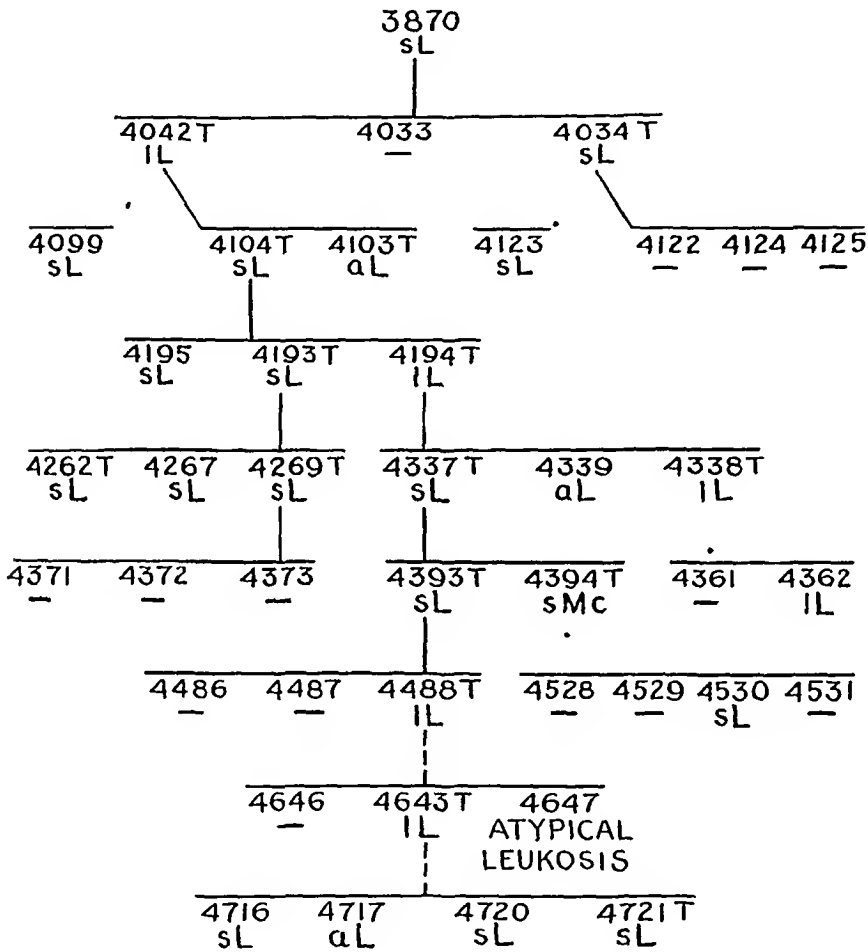 3870
sL
4042T 4033 4034T
lL — sL
4099 4104T 4103T 4123 4122 4124 4125
sL sL aL sL — — —
4195 4193T 4194T
sL sL lL
4262T 4267 4269T 4337T 4339 4338T
sL sL sL sL aL lL
4371 4372 4373 4393T 4394T 4361 4362
— — — sL sMc — lL
4486 4487 4488T 4528 4529 4530 4531
— — lL — — sL —
4646 4643T 4647
— lL ATYPICAL
LEUKOSIS
4716 4717 4720 4721T
sL aL sL sL